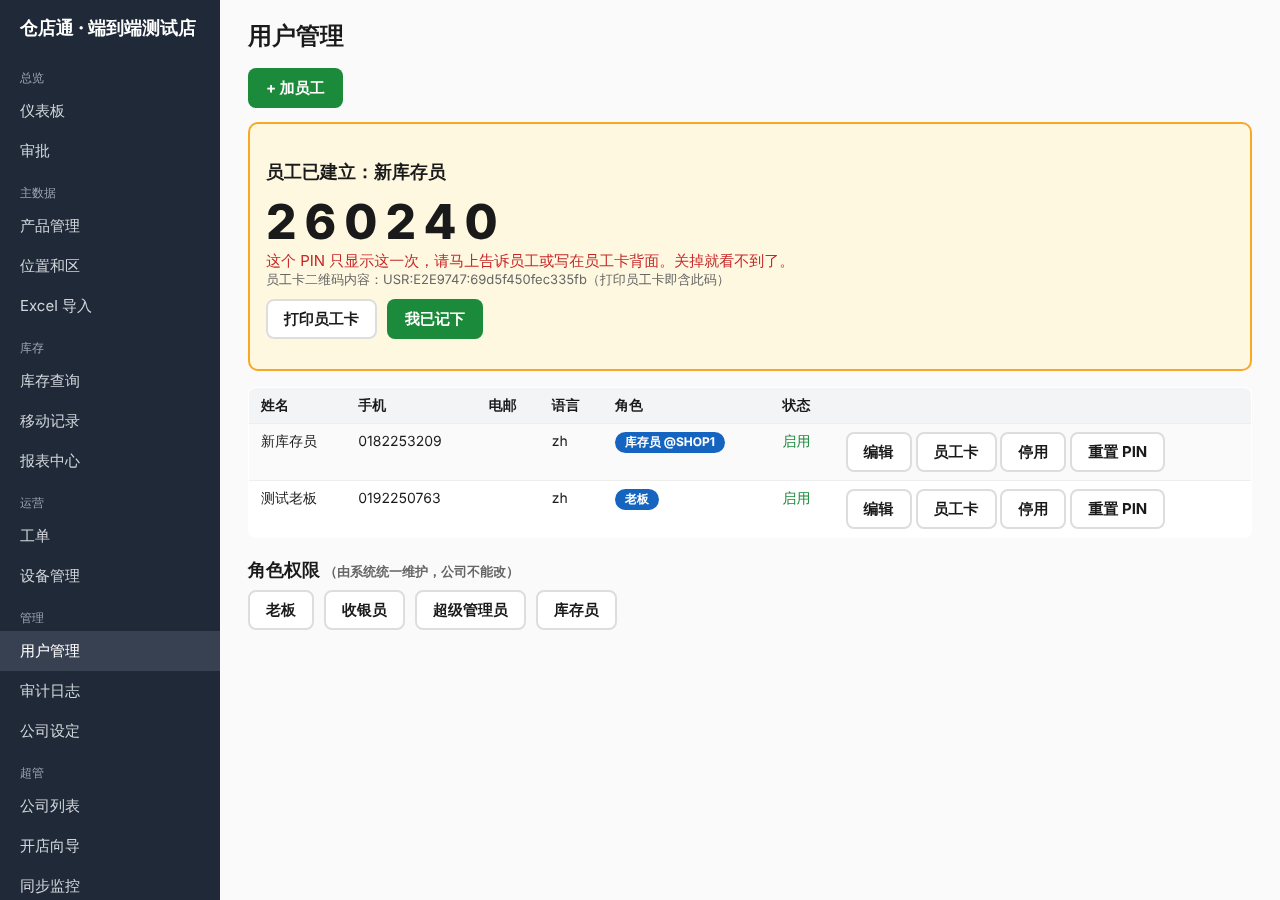 仓店通 · 端到端测试店
总览
仪表板
审批
主数据
产品管理
位置和区
Excel 导入
库存
库存查询
移动记录
报表中心
运营
工单
设备管理
管理
用户管理
审计日志
公司设定
超管
公司列表
开店向导
同步监控
用户管理
+ 加员工
员工已建立：新库存员
260240
这个 PIN 只显示这一次，请马上告诉员工或写在员工卡背面。关掉就看不到了。
员工卡二维码内容：USR:E2E9747:69d5f450fec335fb（打印员工卡即含此码）
打印员工卡 我已记下
姓名 手机 电邮 语言 角色 状态
新库存员 0182253209 zh 库存员 @SHOP1 启用 编辑 员工卡 停用 重置 PIN
测试老板 0192250763 zh 老板 启用 编辑 员工卡 停用 重置 PIN
角色权限 （由系统统一维护，公司不能改）
老板 收银员 超级管理员 库存员